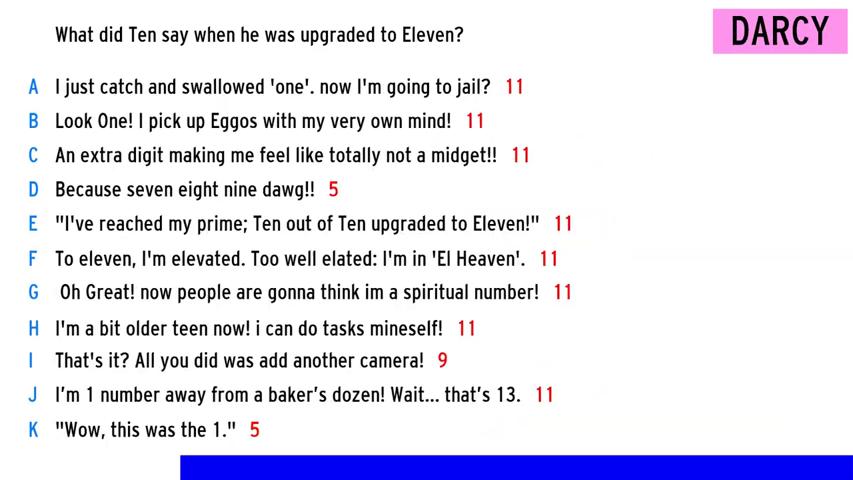 What did Ten say when he was upgraded to Eleven?
DARCY
A I just catch and swallowed 'one'. now I'm going to jail? 11
B Look One! I pick up Eggos with my very own mind! 11
C An extra digit making me feel like totally not a midget!! 11
D Because seven eight nine dawg!! 5
E "I've reached my prime; Ten out of Ten upgraded to Eleven!" 11
F To eleven, I'm elevated. Too well elated: I'm in 'El Heaven'. 11
G Oh Great! now people are gonna think im a spiritual number! 11
H I'm a bit older teen now! i can do tasks mineself! 11
I That's it? All you did was add another camera! 9
J I’m 1 number away from a baker’s dozen! Wait... that’s 13. 11
K "Wow, this was the 1." 5